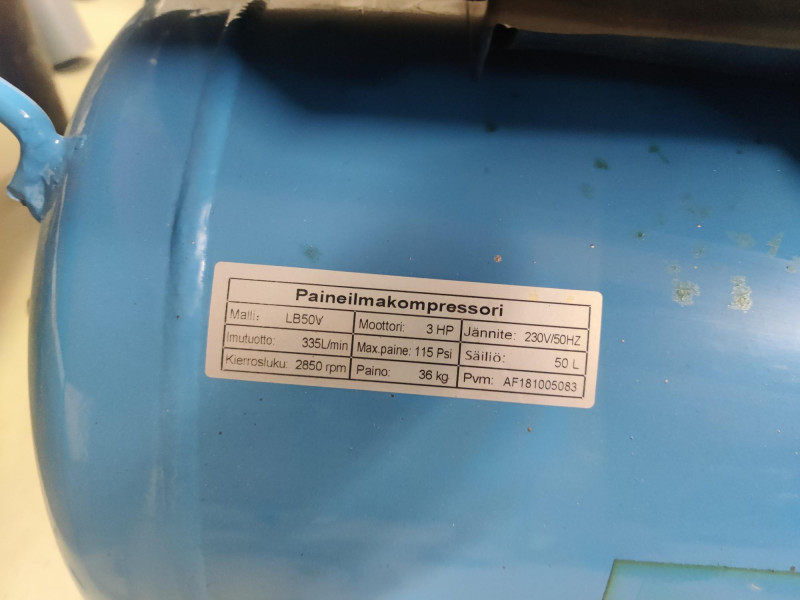 Paineilmakompressori
Malli: LB50V Moottori: 3 HP Jännite: 230V/50HZ
Imutuotto: 335L/min Max.paine: 115 Psi Säiliö: 50 L
Kierrosluku: 2850 rpm Paino: 36 kg Pvm: AF181005083